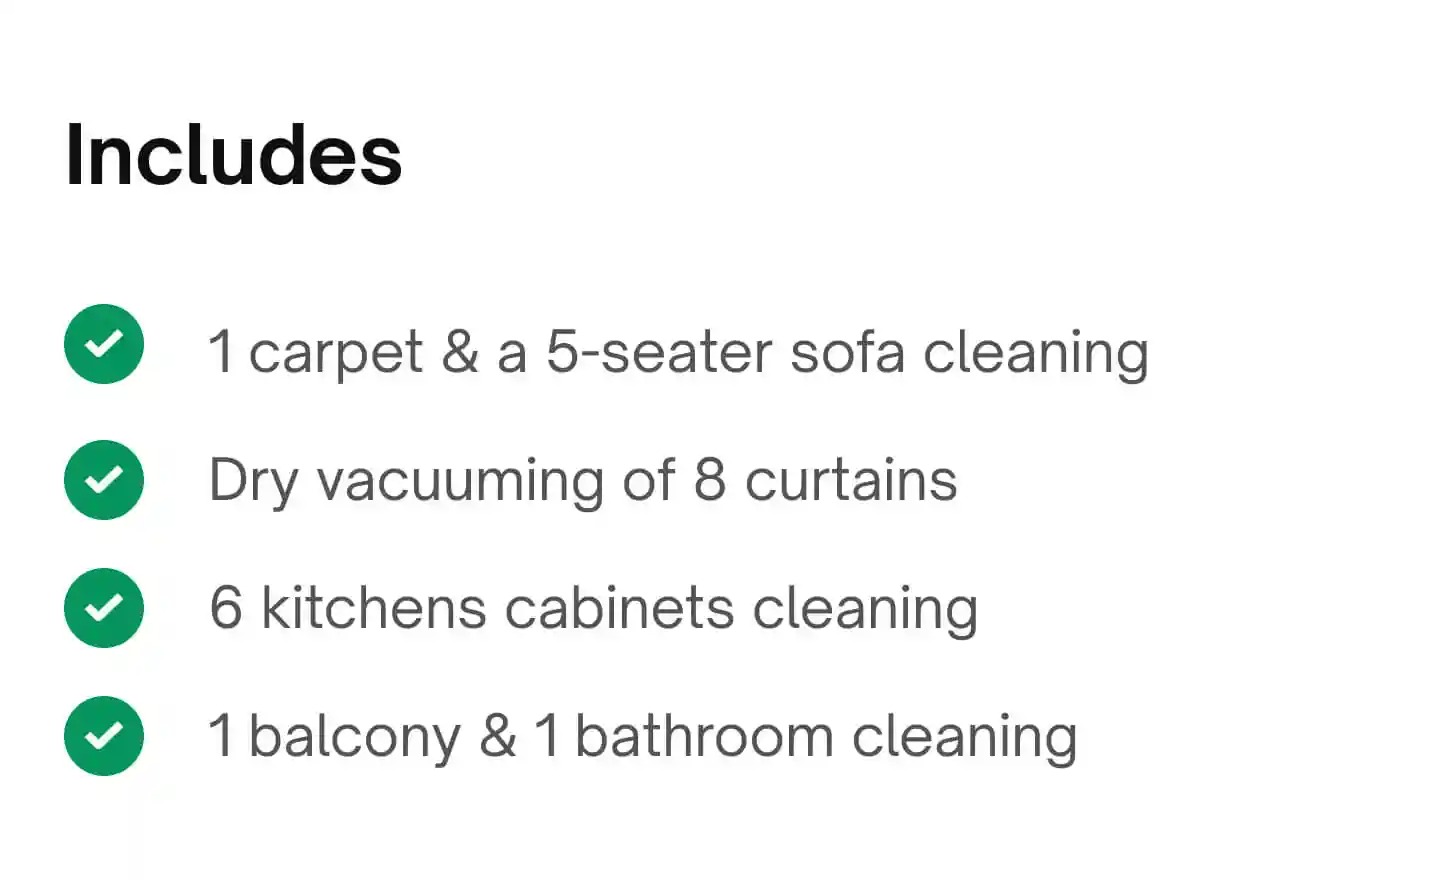 Includes
1 carpet & a 5-seater sofa cleaning
Dry vacuuming of 8 curtains
6 kitchens cabinets cleaning
1 balcony & 1 bathroom cleaning